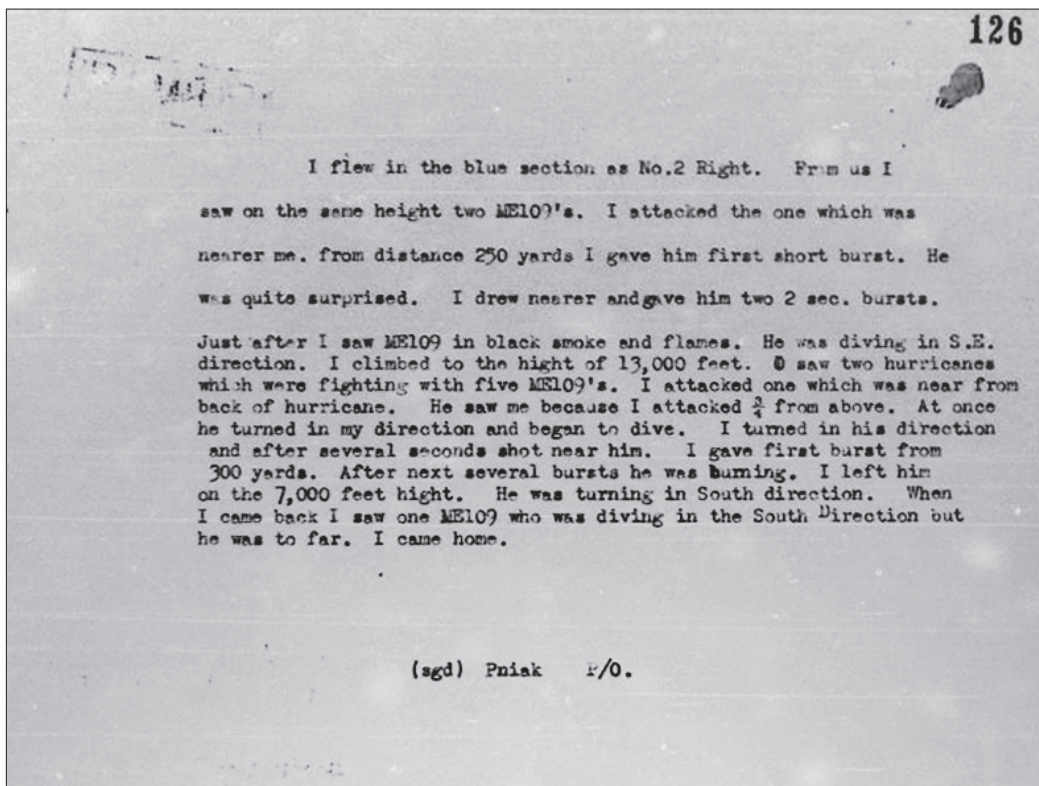 126
I flew in the blue section as No.2 Right. From us I
saw on the same height two ME109's. I attacked the one which was
nearer me. from distance 250 yards I gave him first short burst. He
was quite surprised. I drew nearer andgave him two 2 sec. bursts.
Just after I saw ME109 in black smoke and flames. He was diving in S.E.
direction. I climbed to the hight of 13,000 feet. O saw two hurricanes
which were fighting with five ME109's. I attacked one which was near from
back of hurricane. He saw me because I attacked ¾ from above. At once
he turned in my direction and began to dive. I turned in his direction
and after several seconds shot near him. I gave first burst from
300 yards. After next several bursts he was burning. I left him
on the 7,000 feet hight. He was turning in South direction. When
I came back I saw one ME109 who was diving in the South Direction but
he was to far. I came home.
(sgd) Pniak P/O.